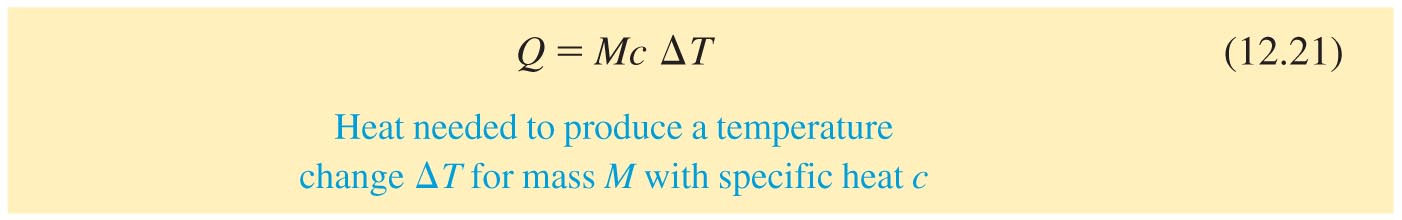 Q = Mc ΔT (12.21)
Heat needed to produce a temperature
change ΔT for mass M with specific heat c